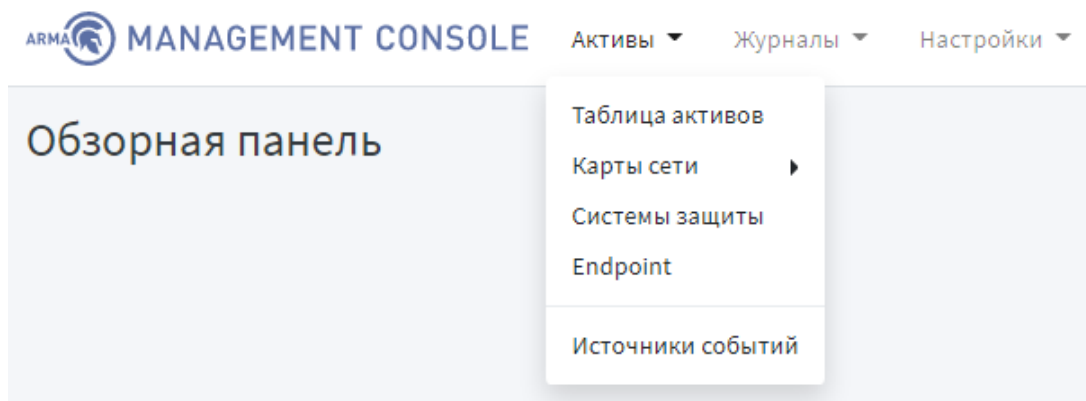 ARMA MANAGEMENT CONSOLE Активы Журналы Настройки
Обзорная панель
Таблица активов
Карты сети
Системы защиты
Endpoint
Источники событий